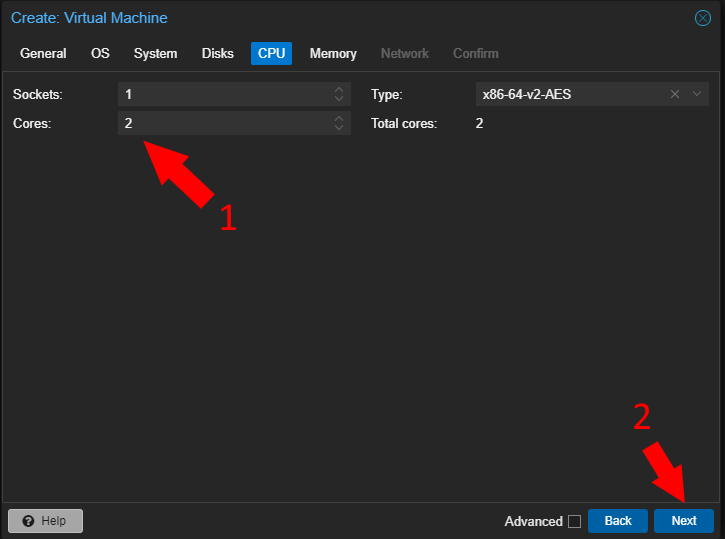 Create: Virtual Machine
General OS System Disks CPU Memory Network Confirm
Sockets: 1 Type: x86-64-v2-AES
Cores: 2 Total cores: 2
1
2
Help Advanced Back Next